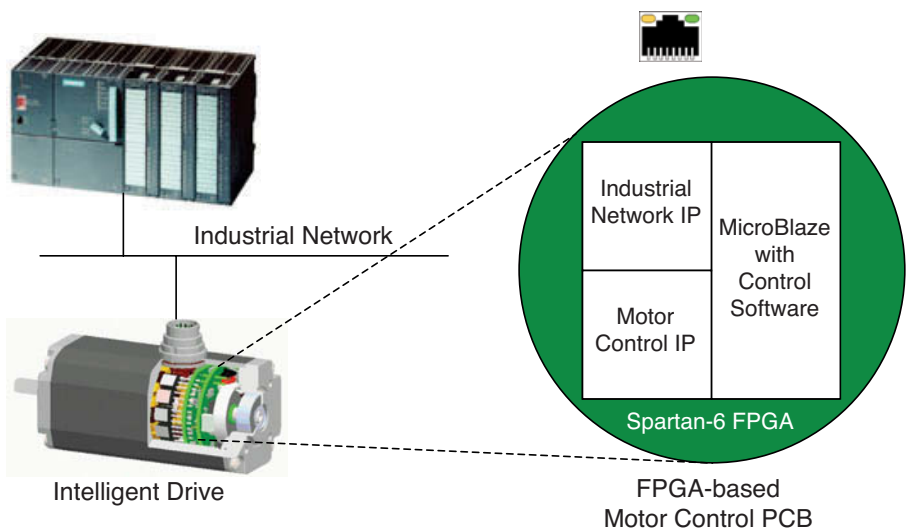 Industrial Network
Intelligent Drive
Industrial
Network IP
Motor
Control IP
MicroBlaze
with
Control
Software
Spartan-6 FPGA
FPGA-based
Motor Control PCB